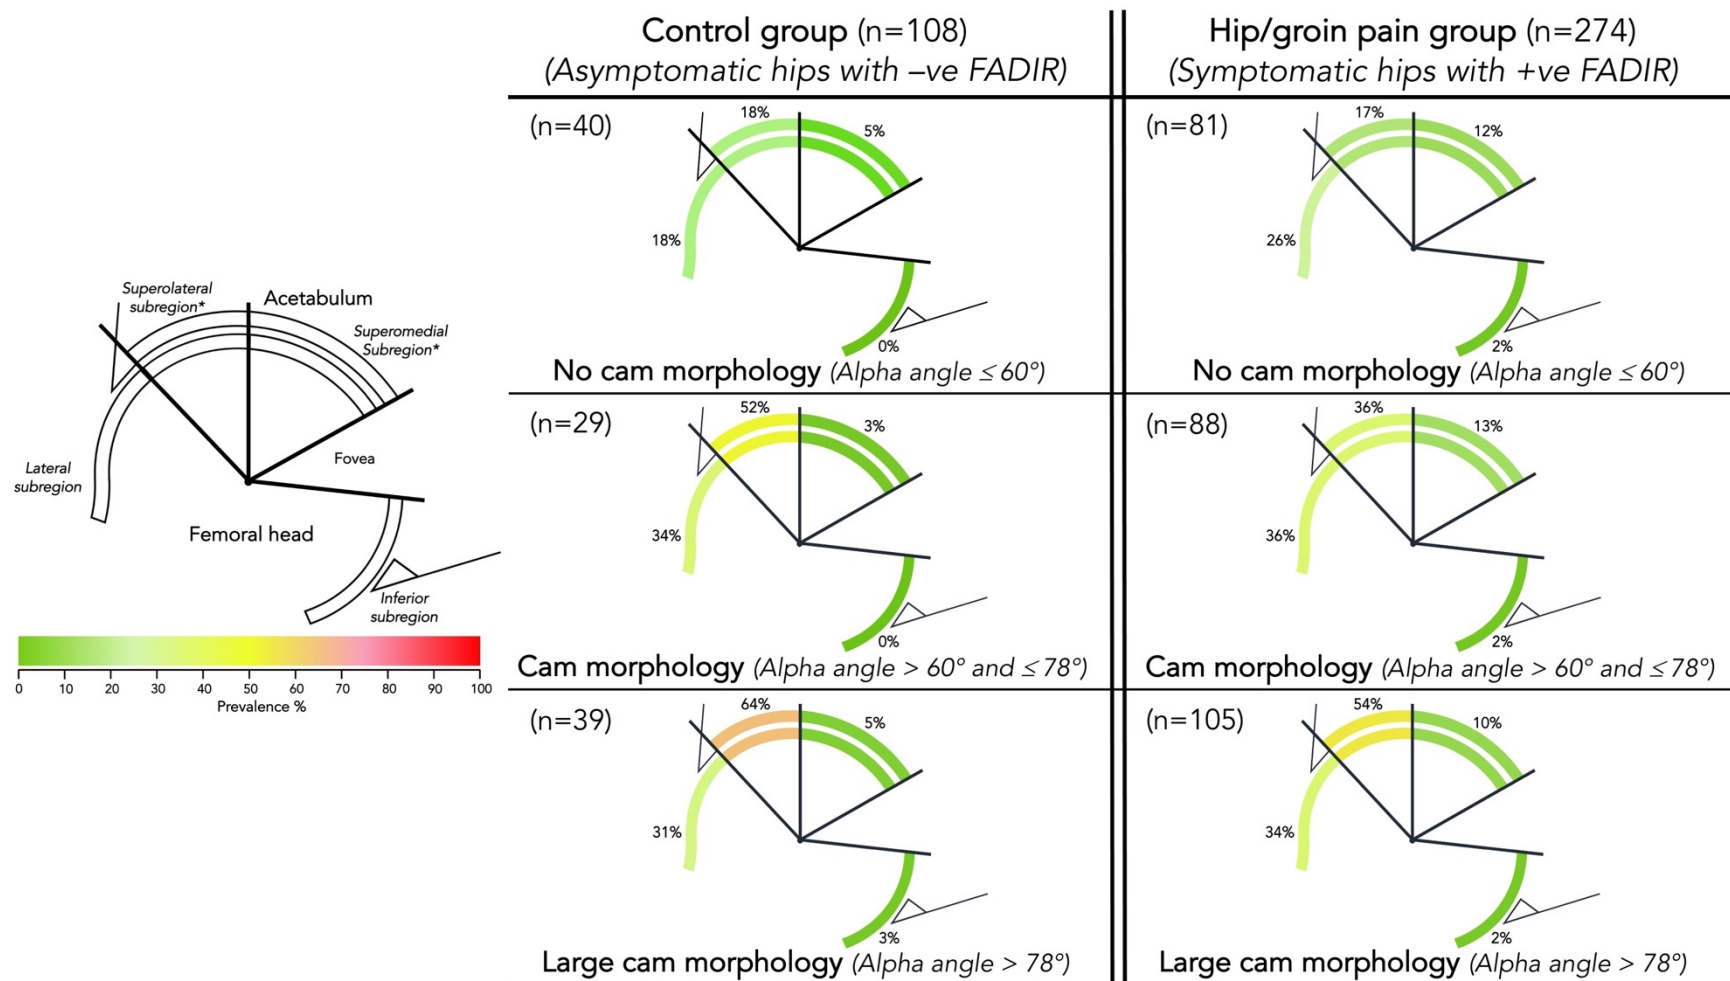 Superolateral
subregion*
Acetabulum
Superomedial
Subregion*
Lateral
subregion
Fovea
Femoral head
Inferior
subregion
0 10 20 30 40 50 60 70 80 90 100
Prevalence %
Control group (n=108)
(Asymptomatic hips with –ve FADIR)
Hip/groin pain group (n=274)
(Symptomatic hips with +ve FADIR)
(n=40)
18%
5%
18%
0%
No cam morphology (Alpha angle ≤ 60°)
(n=81)
17%
12%
26%
2%
No cam morphology (Alpha angle ≤ 60°)
(n=29)
52%
3%
34%
0%
Cam morphology (Alpha angle > 60° and ≤ 78°)
(n=88)
36%
13%
36%
2%
Cam morphology (Alpha angle > 60° and ≤ 78°)
(n=39)
64%
5%
31%
3%
Large cam morphology (Alpha angle > 78°)
(n=105)
54%
10%
34%
2%
Large cam morphology (Alpha angle > 78°)